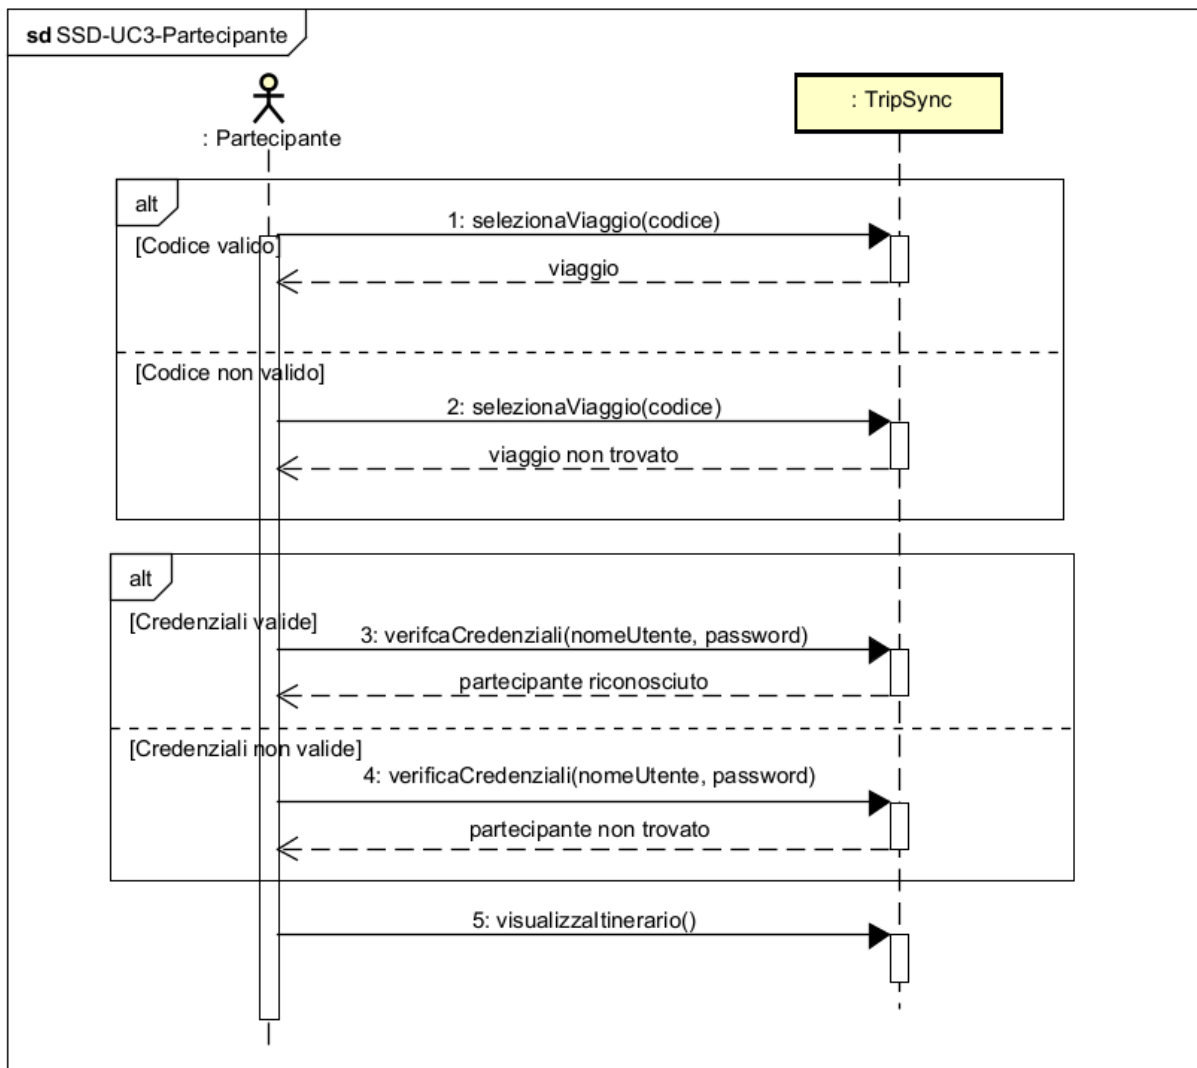 sd SSD-UC3-Partecipante
: Partecipante
: TripSync
alt
[Codice valido]
1: selezionaViaggio(codice)
viaggio
[Codice non valido]
2: selezionaViaggio(codice)
viaggio non trovato
alt
[Credenziali valide]
3: verifcaCredenziali(nomeUtente, password)
partecipante riconosciuto
[Credenziali non valide]
4: verificaCredenziali(nomeUtente, password)
partecipante non trovato
5: visualizzaItinerario()